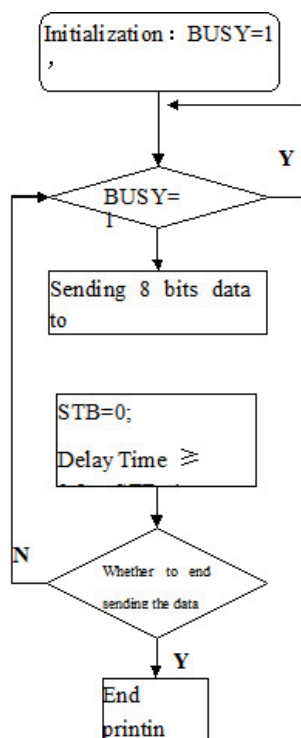 Initialization：BUSY=1
,
Y
BUSY=
1
Sending 8 bits data
to
STB=0;
Delay Time ≥
N
Whether to end
sending the data
Y
End
printin